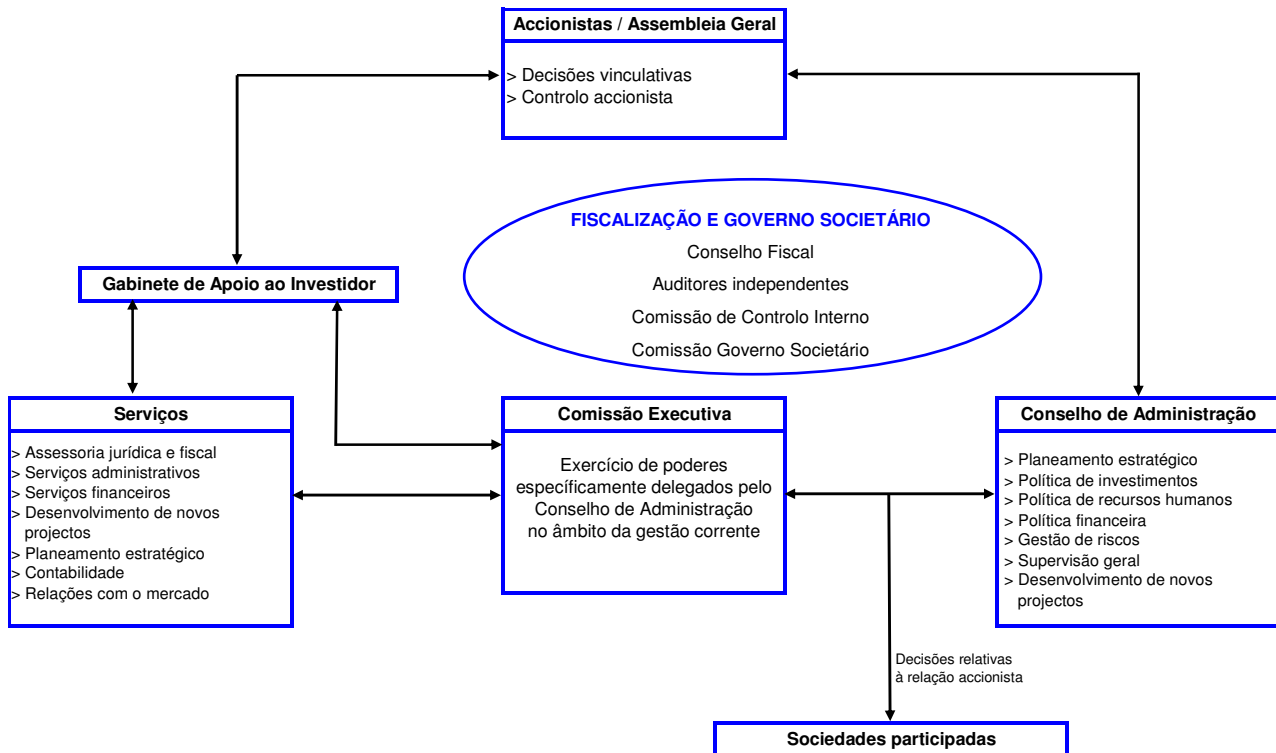 Accionistas / Assembleia Geral
> Decisões vinculativas
> Controlo accionista
FISCALIZAÇÃO E GOVERNO SOCIETÁRIO
Conselho Fiscal
Auditores independentes
Comissão de Controlo Interno
Comissão Governo Societário
Gabinete de Apoio ao Investidor
Serviços
> Assessoria jurídica e fiscal
> Serviços administrativos
> Serviços financeiros
> Desenvolvimento de novos
projectos
> Planeamento estratégico
> Contabilidade
> Relações com o mercado
Comissão Executiva
Exercício de poderes
específicamente delegados pelo
Conselho de Administração
no âmbito da gestão corrente
Conselho de Administração
> Planeamento estratégico
> Política de investimentos
> Política de recursos humanos
> Política financeira
> Gestão de riscos
> Supervisão geral
> Desenvolvimento de novos
projectos
Decisões relativas
à relação accionista
Sociedades participadas